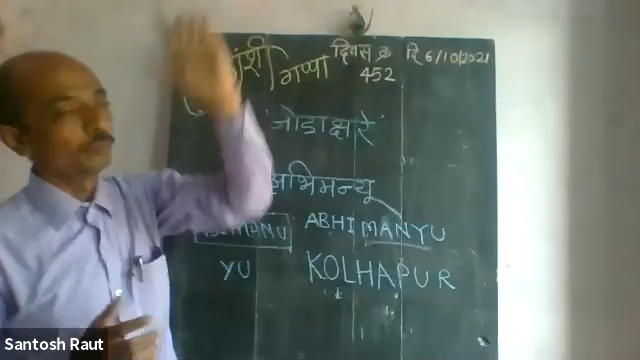 गप्पा दिवस क्र 452 दि 6/10/2021
'जोडाक्षरे'
अभिमन्यू
ABHIMANYU
YU KOLHAPUR
Santosh Raut